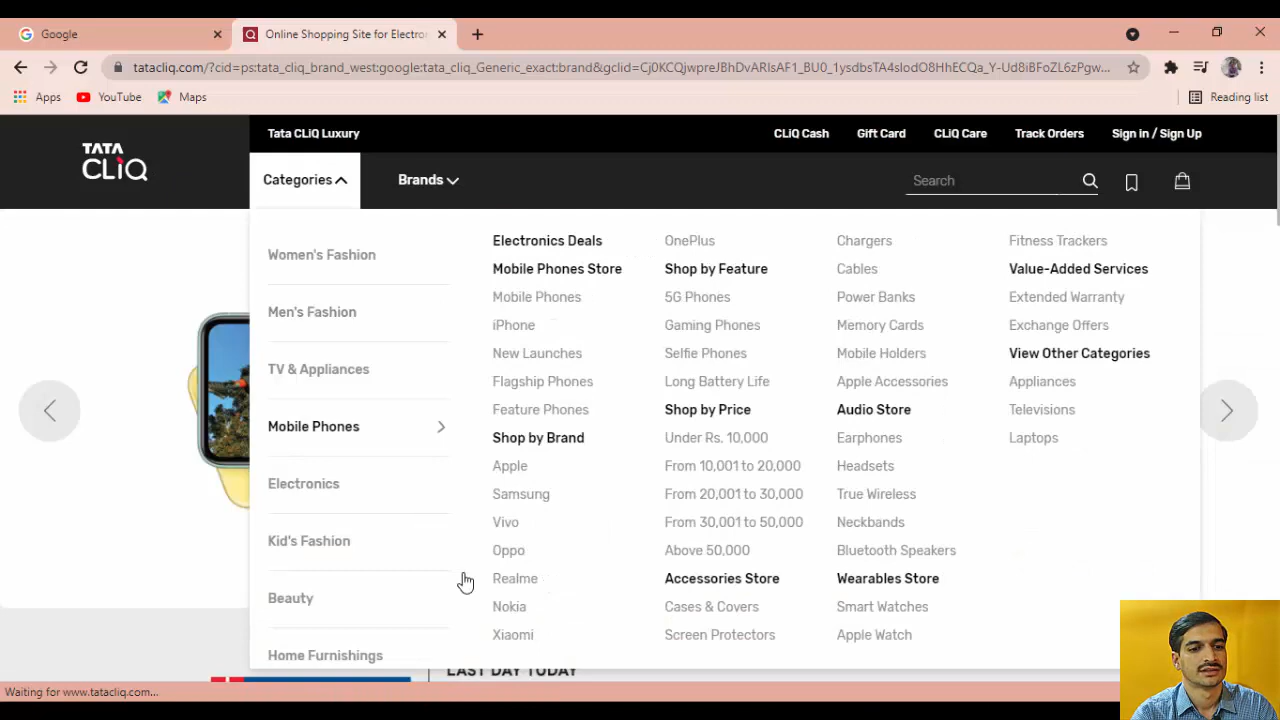 Google
Online Shopping Site for Electro
tatacliq.com/?cid=ps:tata_cliq_brand_west:google:tata_cliq_Generic_exact:brand&gclid=Cj0KCQjwpreJBhDvARIsAF1_BU0_1ysdbsTA4slodO8HhECQa_Y-Ud8iBFoZL6zPgw...
Apps
YouTube
Maps
Reading list
Tata CLiQ Luxury
CLiQ Cash
Gift Card
CLiQ Care
Track Orders
Sign in / Sign Up
TATA
CLiQ
Categories
Brands
Search
Women's Fashion
Men's Fashion
TV & Appliances
Mobile Phones
Electronics
Kid's Fashion
Beauty
Home Furnishings
Electronics Deals
Mobile Phones Store
Mobile Phones
iPhone
New Launches
Flagship Phones
Feature Phones
Shop by Brand
Apple
Samsung
Vivo
Oppo
Realme
Nokia
Xiaomi
OnePlus
Shop by Feature
5G Phones
Gaming Phones
Selfie Phones
Long Battery Life
Shop by Price
Under Rs. 10,000
From 10,001 to 20,000
From 20,001 to 30,000
From 30,001 to 50,000
Above 50,000
Accessories Store
Cases & Covers
Screen Protectors
Chargers
Cables
Power Banks
Memory Cards
Mobile Holders
Apple Accessories
Audio Store
Earphones
Headsets
True Wireless
Neckbands
Bluetooth Speakers
Wearables Store
Smart Watches
Apple Watch
Fitness Trackers
Value-Added Services
Extended Warranty
Exchange Offers
View Other Categories
Appliances
Televisions
Laptops
LAST DAY TODAY
Waiting for www.tatacliq.com...